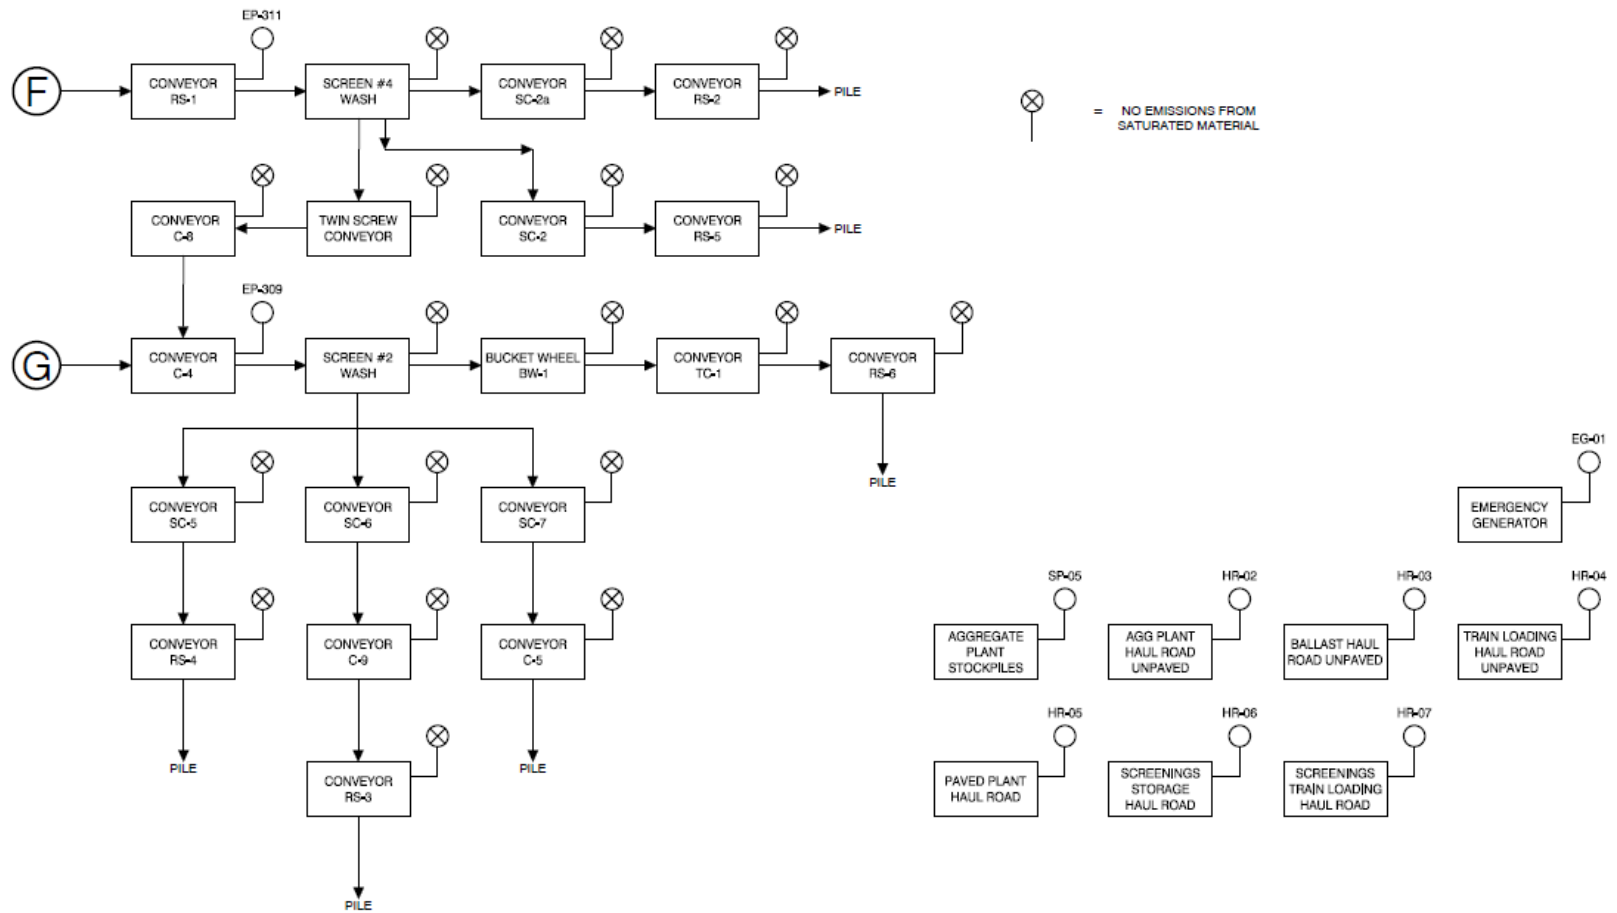 EP-311
F
CONVEYOR
RS-1
SCREEN #4
WASH
CONVEYOR
SC-2a
CONVEYOR
RS-2
PILE
= NO EMISSIONS FROM
SATURATED MATERIAL
CONVEYOR
C-8
TWIN SCREW
CONVEYOR
CONVEYOR
SC-2
CONVEYOR
RS-5
PILE
EP-309
G
CONVEYOR
C-4
SCREEN #2
WASH
BUCKET WHEEL
BW-1
CONVEYOR
TC-1
CONVEYOR
RS-6
PILE
CONVEYOR
SC-5
CONVEYOR
SC-6
CONVEYOR
SC-7
EG-01
EMERGENCY
GENERATOR
CONVEYOR
RS-4
CONVEYOR
C-9
CONVEYOR
C-5
SP-05
AGGREGATE
PLANT
STOCKPILES
HR-02
AGG PLANT
HAUL ROAD
UNPAVED
HR-03
BALLAST HAUL
ROAD UNPAVED
HR-04
TRAIN LOADING
HAUL ROAD
UNPAVED
PILE
CONVEYOR
RS-3
PILE
HR-05
PAVED PLANT
HAUL ROAD
HR-06
SCREENINGS
STORAGE
HAUL ROAD
HR-07
SCREENINGS
TRAIN LOADING
HAUL ROAD
PILE